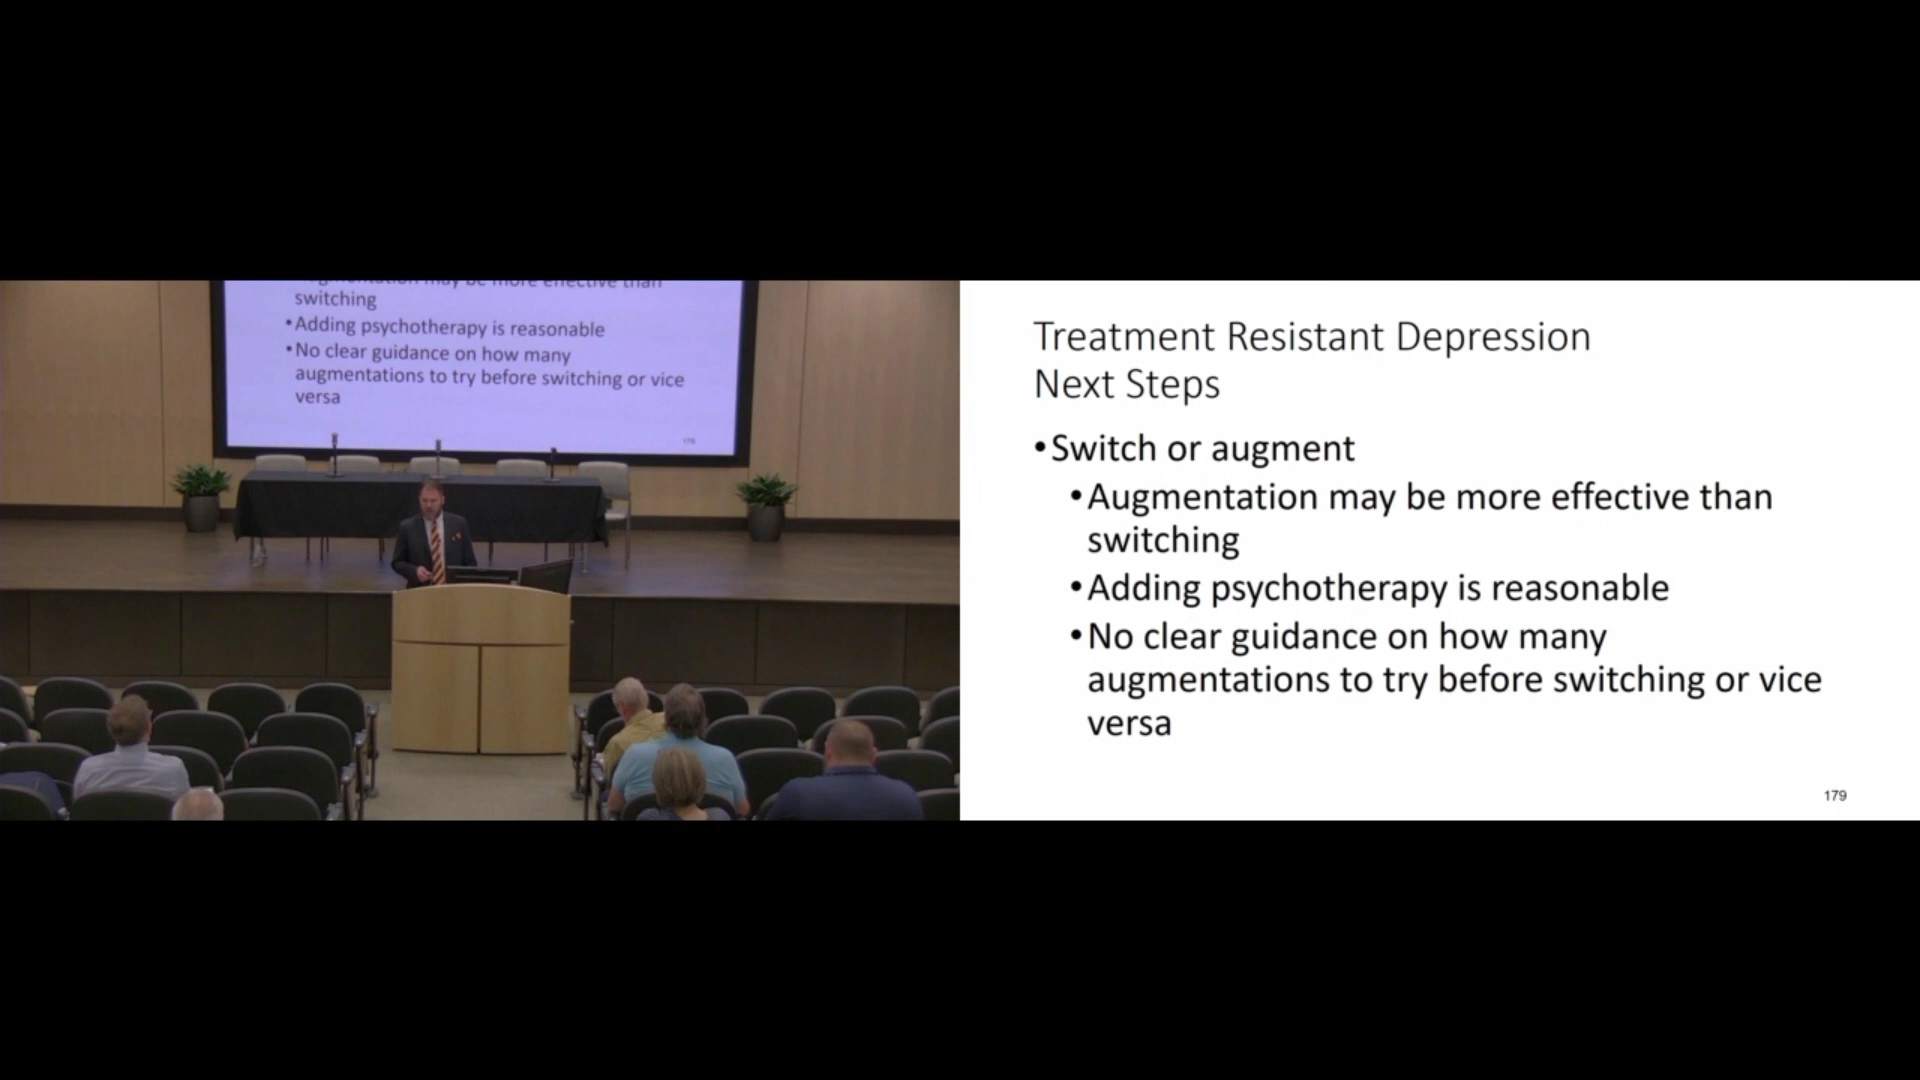 switching
•Adding psychotherapy is reasonable
•No clear guidance on how many
augmentations to try before switching or vice
versa
179
Treatment Resistant Depression
Next Steps
•Switch or augment
•Augmentation may be more effective than
switching
•Adding psychotherapy is reasonable
•No clear guidance on how many
augmentations to try before switching or vice
versa
179